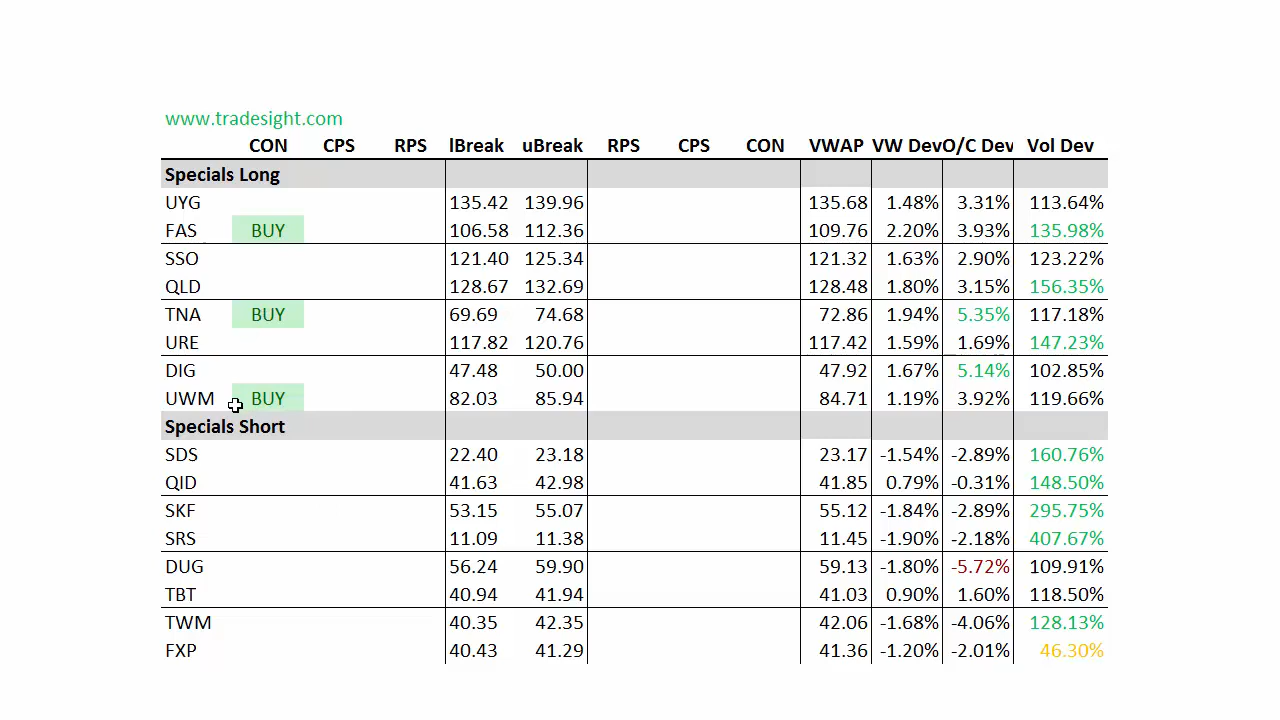 www.tradesight.com
CON CPS RPS lBreak uBreak RPS CPS CON VWAP VW Dev O/C Dev Vol Dev
Specials Long
UYG 135.42 139.96 135.68 1.48% 3.31% 113.64%
FAS BUY 106.58 112.36 109.76 2.20% 3.93% 135.98%
SSO 121.40 125.34 121.32 1.63% 2.90% 123.22%
QLD 128.67 132.69 128.48 1.80% 3.15% 156.35%
TNA BUY 69.69 74.68 72.86 1.94% 5.35% 117.18%
URE 117.82 120.76 117.42 1.59% 1.69% 147.23%
DIG 47.48 50.00 47.92 1.67% 5.14% 102.85%
UWM BUY 82.03 85.94 84.71 1.19% 3.92% 119.66%
Specials Short
SDS 22.40 23.18 23.17 -1.54% -2.89% 160.76%
QID 41.63 42.98 41.85 0.79% -0.31% 148.50%
SKF 53.15 55.07 55.12 -1.84% -2.89% 295.75%
SRS 11.09 11.38 11.45 -1.90% -2.18% 407.67%
DUG 56.24 59.90 59.13 -1.80% -5.72% 109.91%
TBT 40.94 41.94 41.03 0.90% 1.60% 118.50%
TWM 40.35 42.35 42.06 -1.68% -4.06% 128.13%
FXP 40.43 41.29 41.36 -1.20% -2.01% 46.30%